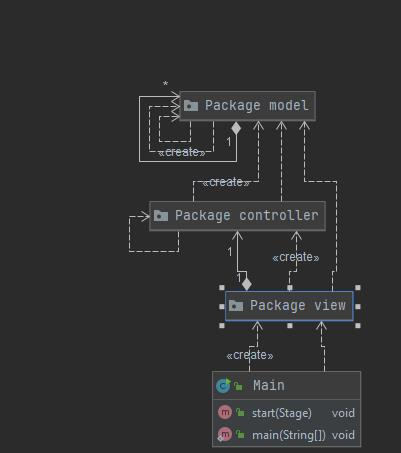 *
Package model
1
«create»
«create»
Package controller
1
«create»
1
Package view
«create»
Main
start(Stage) void
main(String[]) void